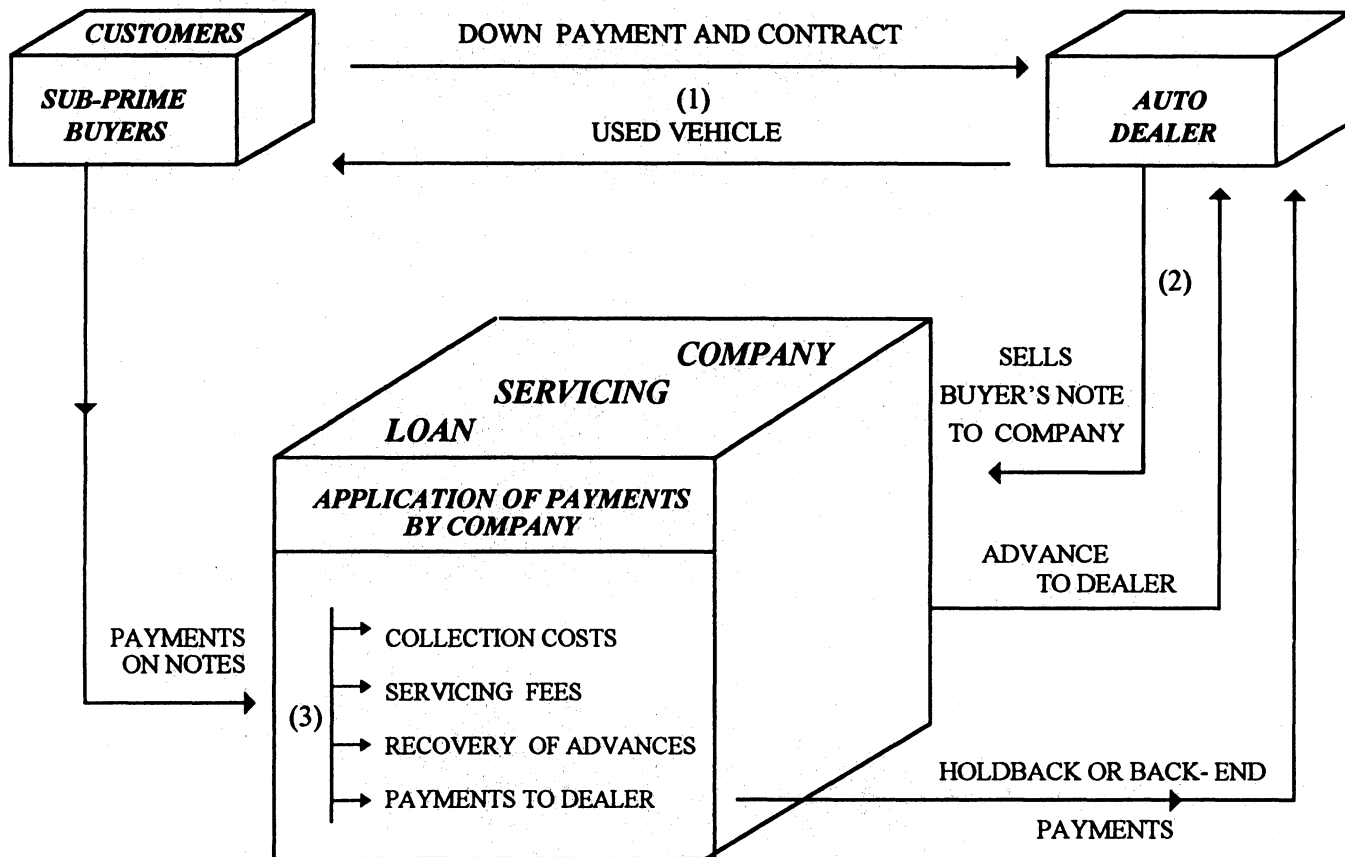 CUSTOMERS
SUB-PRIME
BUYERS
DOWN PAYMENT AND CONTRACT
(1)
USED VEHICLE
AUTO
DEALER
(2)
SELLS
BUYER'S NOTE
TO COMPANY
COMPANY
SERVICING
LOAN
APPLICATION OF PAYMENTS
BY COMPANY
ADVANCE
TO DEALER
PAYMENTS
ON NOTES
(3)
COLLECTION COSTS
SERVICING FEES
RECOVERY OF ADVANCES
PAYMENTS TO DEALER
HOLDBACK OR BACK- END
PAYMENTS